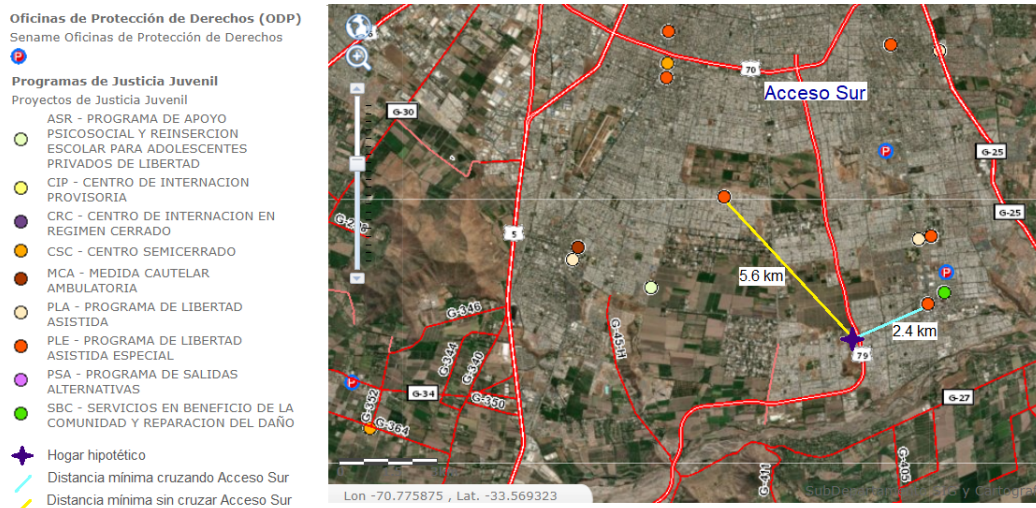 Oficinas de Protección de Derechos (ODP)
Sename Oficinas de Protección de Derechos
P
Programas de Justicia Juvenil
Proyectos de Justicia Juvenil
ASR - PROGRAMA DE APOYO
PSICOSOCIAL Y REINSERCION
ESCOLAR PARA ADOLESCENTES
PRIVADOS DE LIBERTAD
CIP - CENTRO DE INTERNACION
PROVISORIA
CRC - CENTRO DE INTERNACION EN
REGIMEN CERRADO
CSC - CENTRO SEMICERRADO
MCA - MEDIDA CAUTELAR
AMBULATORIA
PLA - PROGRAMA DE LIBERTAD
ASISTIDA
PLE - PROGRAMA DE LIBERTAD
ASISTIDA ESPECIAL
PSA - PROGRAMA DE SALIDAS
ALTERNATIVAS
SBC - SERVICIOS EN BENEFICIO DE LA
COMUNIDAD Y REPARACION DEL DAÑO
Hogar hipotético
Distancia mínima cruzando Acceso Sur
Distancia mínima sin cruzar Acceso Sur
70
Acceso Sur
G-30
P
G-25
G-25
5
5.6 km
P
G-346
2.4 km
G-45-H
79
G-344
G-340
P
G-34
G-350
G-27
G-352
G-364
G-411
G-405
Lon -70.775875 , Lat. -33.569323